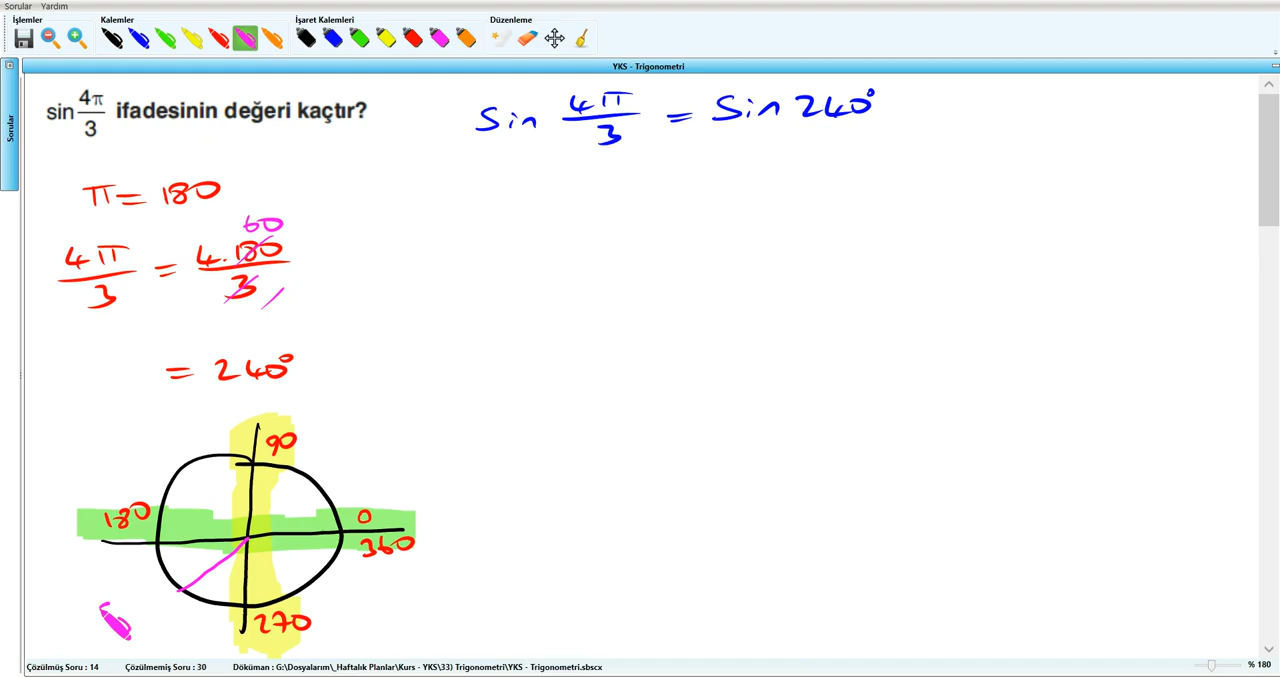 Sorular Yardım
İşlemler Kalemler İşaret Kalemleri Düzenleme
YKS - Trigonometri
Sorular
sin 4π/3 ifadesinin değeri kaçtır?
sin 4π/3 = sin 240°
π = 180
60
4π/3 = 4.180/3
1
= 240°
90
180
0
360
270
Çözülmüş Soru : 14 Çözülmemiş Soru : 30 Döküman : G:\Dosyalarım\_Haftalık Planlar\Kurs - YKS\33) Trigonometri\YKS - Trigonometri.sbscx % 180